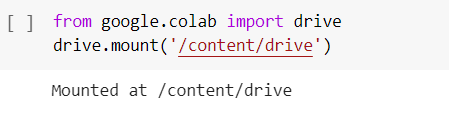 [ ] from google.colab import drive
drive.mount('/content/drive')
Mounted at /content/drive